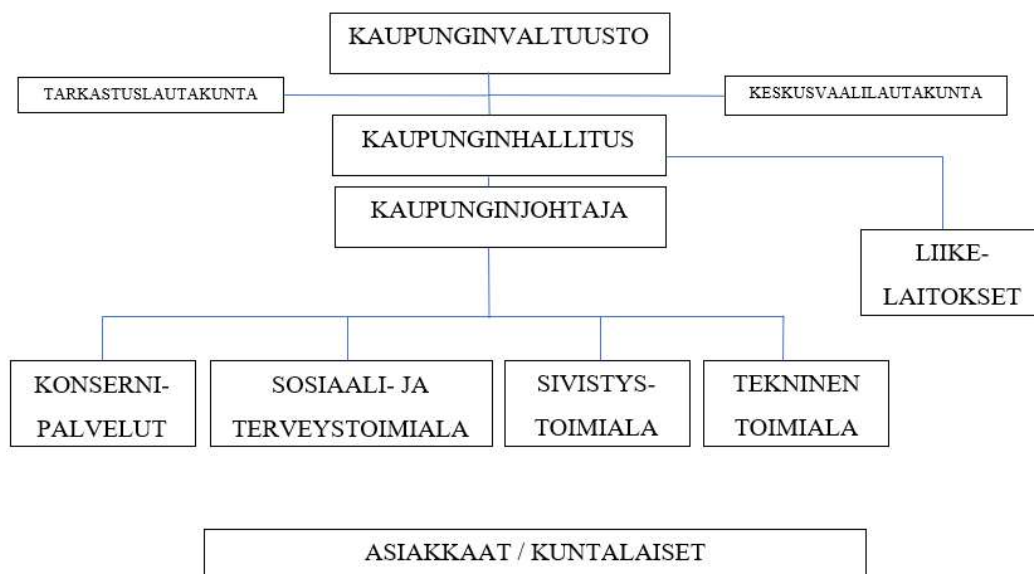 KAUPUNGINVALTUUSTO
TARKASTUSLAUTAKUNTA
KESKUSVAALILAUTAKUNTA
KAUPUNGINHALLITUS
KAUPUNGINJOHTAJA
LIIKE-
LAITOKSET
KONSERNI-
PALVELUT
SOSIAALI- JA
TERVEYSTOIMIALA
SIVISTYS-
TOIMIALA
TEKNINEN
TOIMIALA
ASIAKKAAT / KUNTALAISET